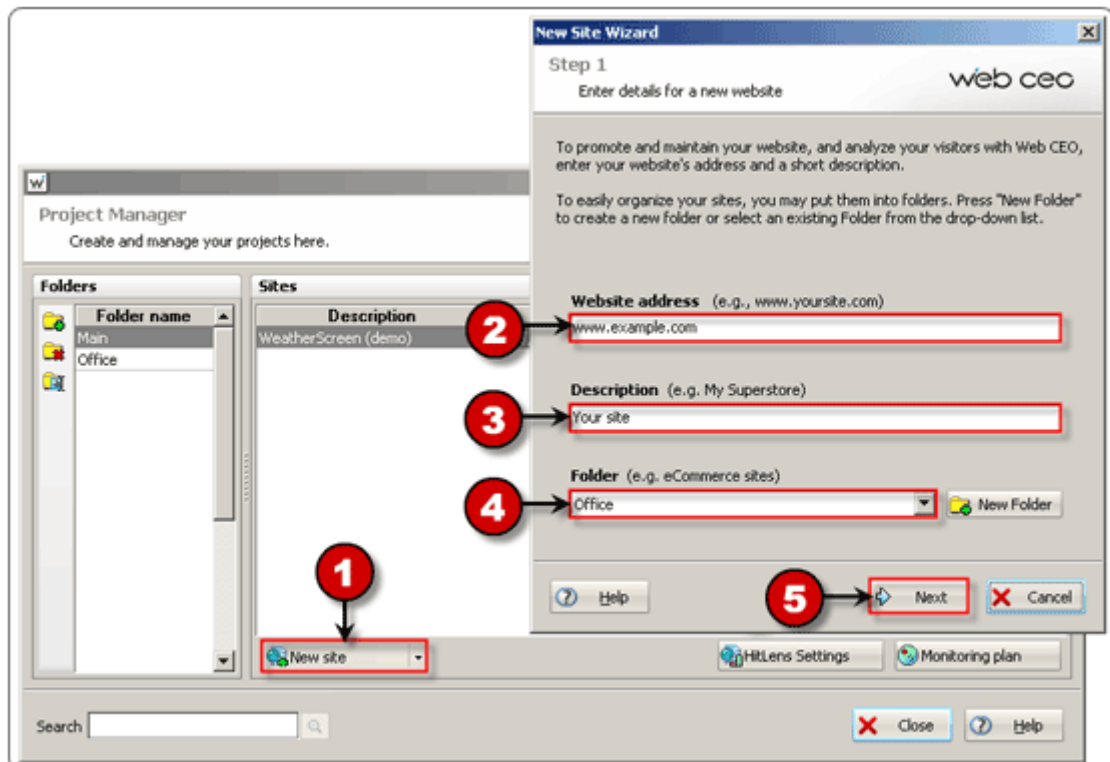 New Site Wizard
Step 1
Enter details for a new website
web ceo
To promote and maintain your website, and analyze your visitors with Web CEO,
enter your website's address and a short description.
To easily organize your sites, you may put them into folders. Press "New Folder"
to create a new folder or select an existing Folder from the drop-down list.
Website address (e.g., www.yoursite.com)
2
www.example.com
Description (e.g. My Superstore)
3
Your site
Folder (e.g. eCommerce sites)
4
Office
New Folder
Help
5
Next
Cancel
w
Project Manager
Create and manage your projects here.
Folders
Folder name
Main
Office
Sites
Description
WeatherScreen (demo)
1
New site
HitLens Settings
Monitoring plan
Search
Close
Help